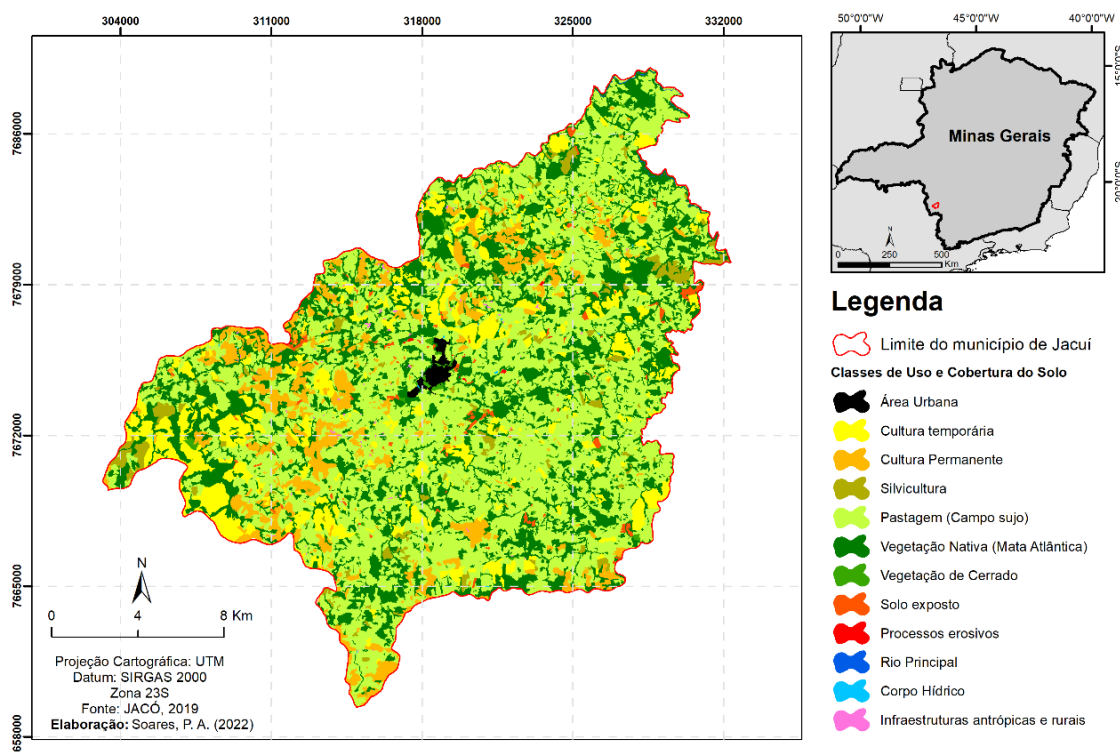 304000 311000 318000 325000 332000
7686000
7679000
7672000
7665000
658000
N
0 4 8 Km
Projeção Cartográfica: UTM
Datum: SIRGAS 2000
Zona 23S
Fonte: JACÓ, 2019
Elaboração: Soares, P. A. (2022)
50°0'0"W 45°0'0"W 40°0'0"W
15°0'0"S
20°0'0"S
Minas Gerais
N
0 250 500
Km
Legenda
Limite do município de Jacuí
Classes de Uso e Cobertura do Solo
Área Urbana
Cultura temporária
Cultura Permanente
Silvicultura
Pastagem (Campo sujo)
Vegetação Nativa (Mata Atlântica)
Vegetação de Cerrado
Solo exposto
Processos erosivos
Rio Principal
Corpo Hídrico
Infraestruturas antrópicas e rurais